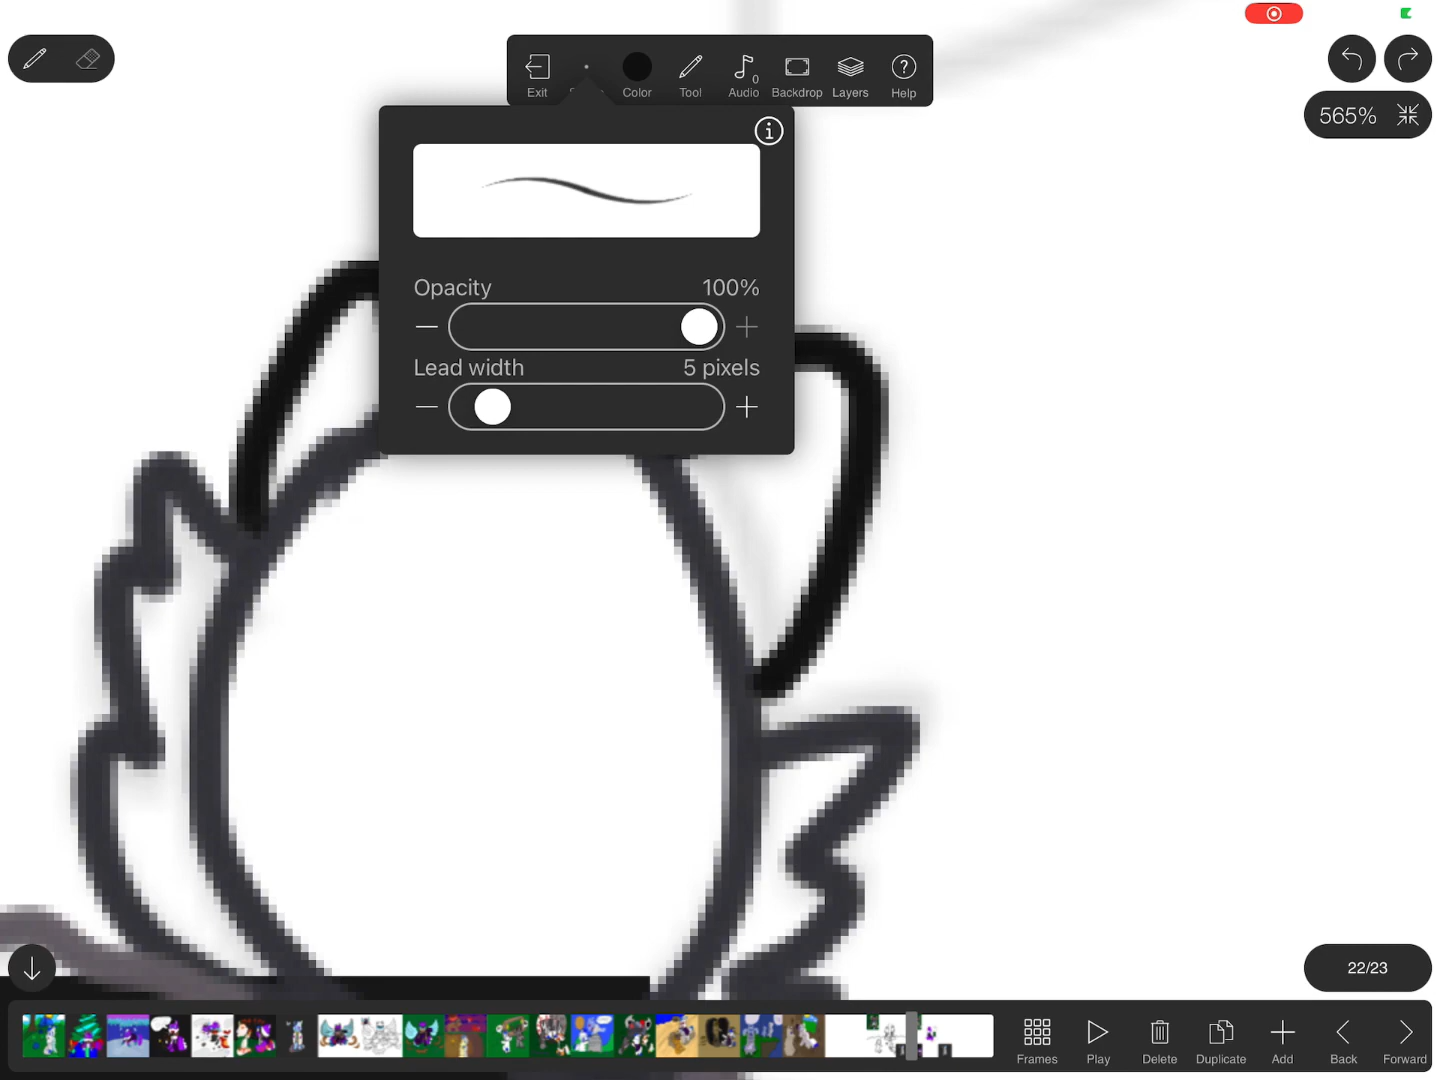 Exit
Color
Tool
0
Audio
Backdrop
Layers
Help
565%
Opacity 100%
Lead width 5 pixels
22/23
Frames
Play
Delete
Duplicate
Add
Back
Forward